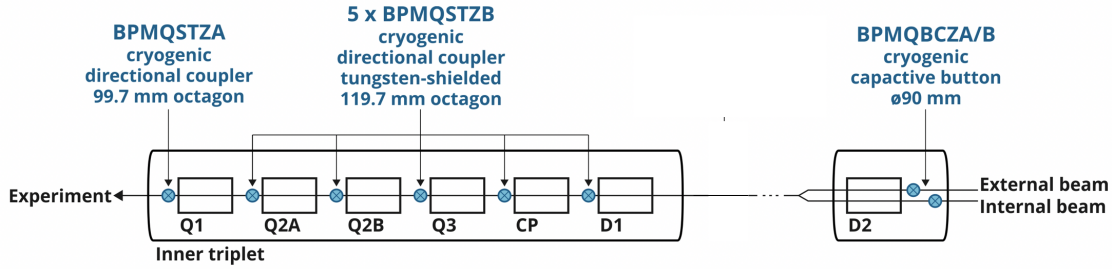 BPMQSTZA
cryogenic
directional coupler
99.7 mm octagon
5 x BPMQSTZB
cryogenic
directional coupler
tungsten-shielded
119.7 mm octagon
BPMQBCZA/B
cryogenic
capactive button
ø90 mm
Experiment
Q1
Q2A
Q2B
Q3
CP
D1
Inner triplet
D2
External beam
Internal beam